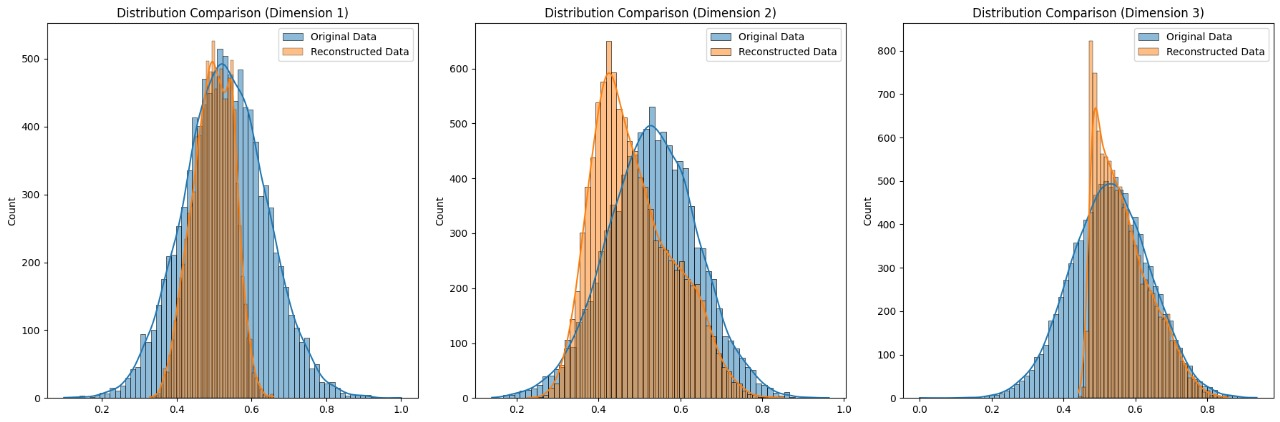 Distribution Comparison (Dimension 1)
Original Data
Reconstructed Data
Count
500
400
300
200
100
0
0.2 0.4 0.6 0.8 1.0
Distribution Comparison (Dimension 2)
Original Data
Reconstructed Data
Count
600
500
400
300
200
100
0
0.2 0.4 0.6 0.8 1.0
Distribution Comparison (Dimension 3)
Original Data
Reconstructed Data
Count
800
700
600
500
400
300
200
100
0
0.0 0.2 0.4 0.6 0.8